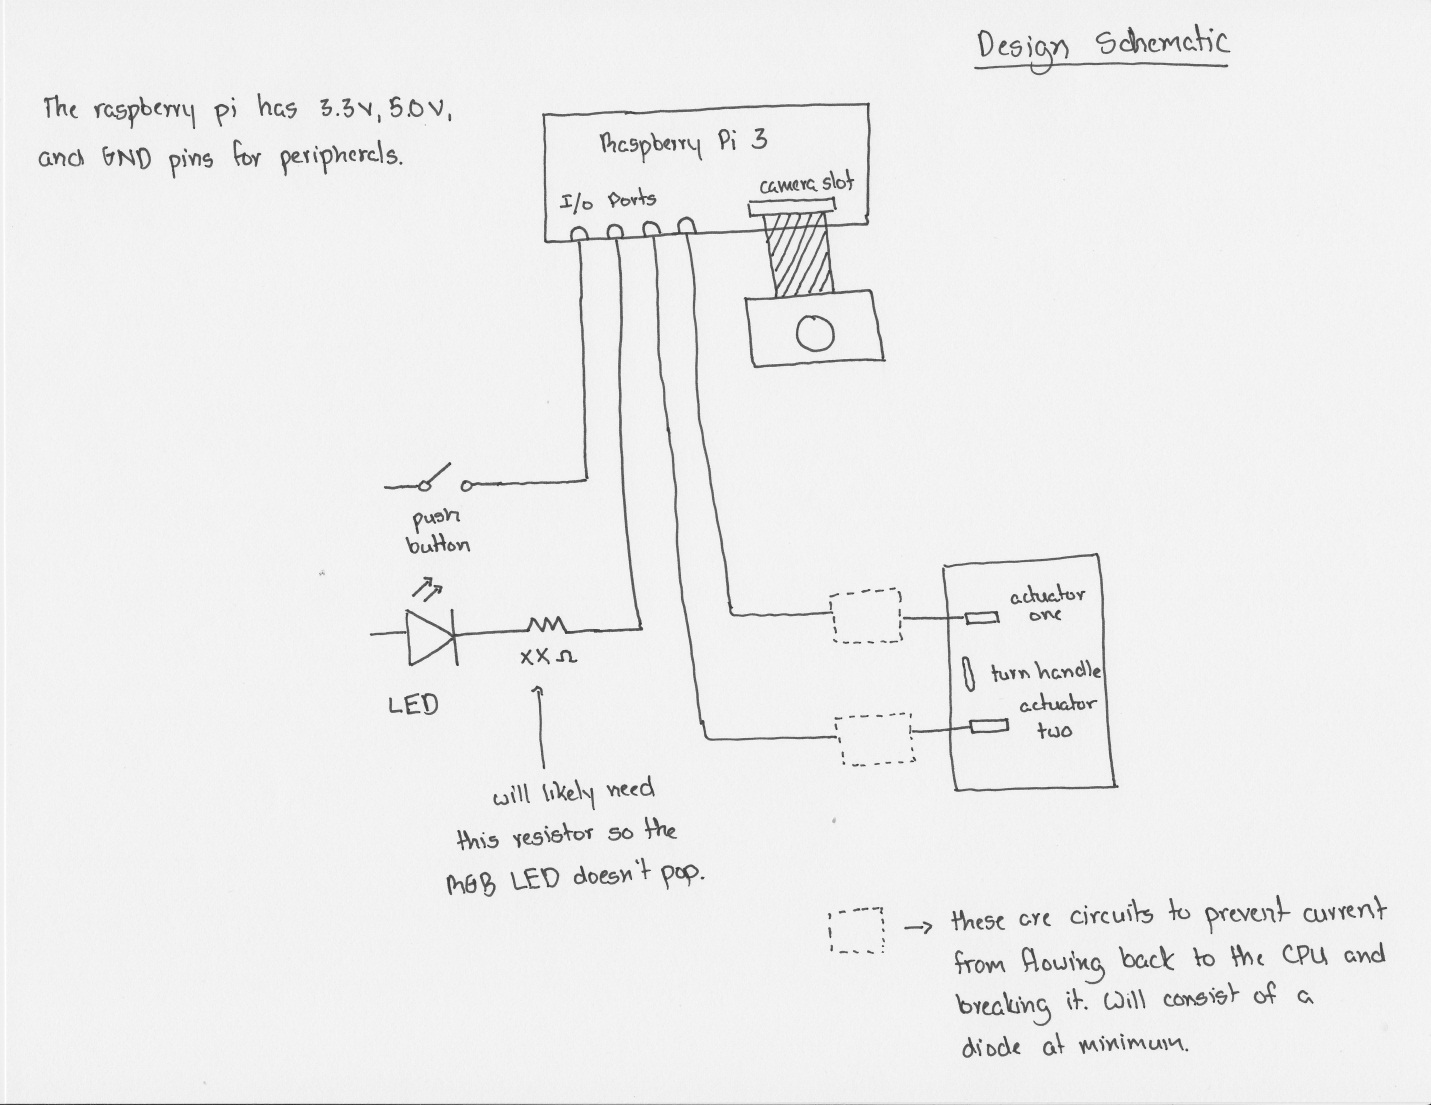 Design Schematic
The raspberry pi has 3.3v, 5.0v,
and GND pins for peripherals.
Raspberry Pi 3
camera slot
I/o Ports
push
button
LED
xx Ω
will likely need
this resistor so the
RGB LED doesn't pop.
actuator
one
turn handle
actuator
two
→ these are circuits to prevent current
from flowing back to the CPU and
breaking it. Will consist of a
diode at minimum.